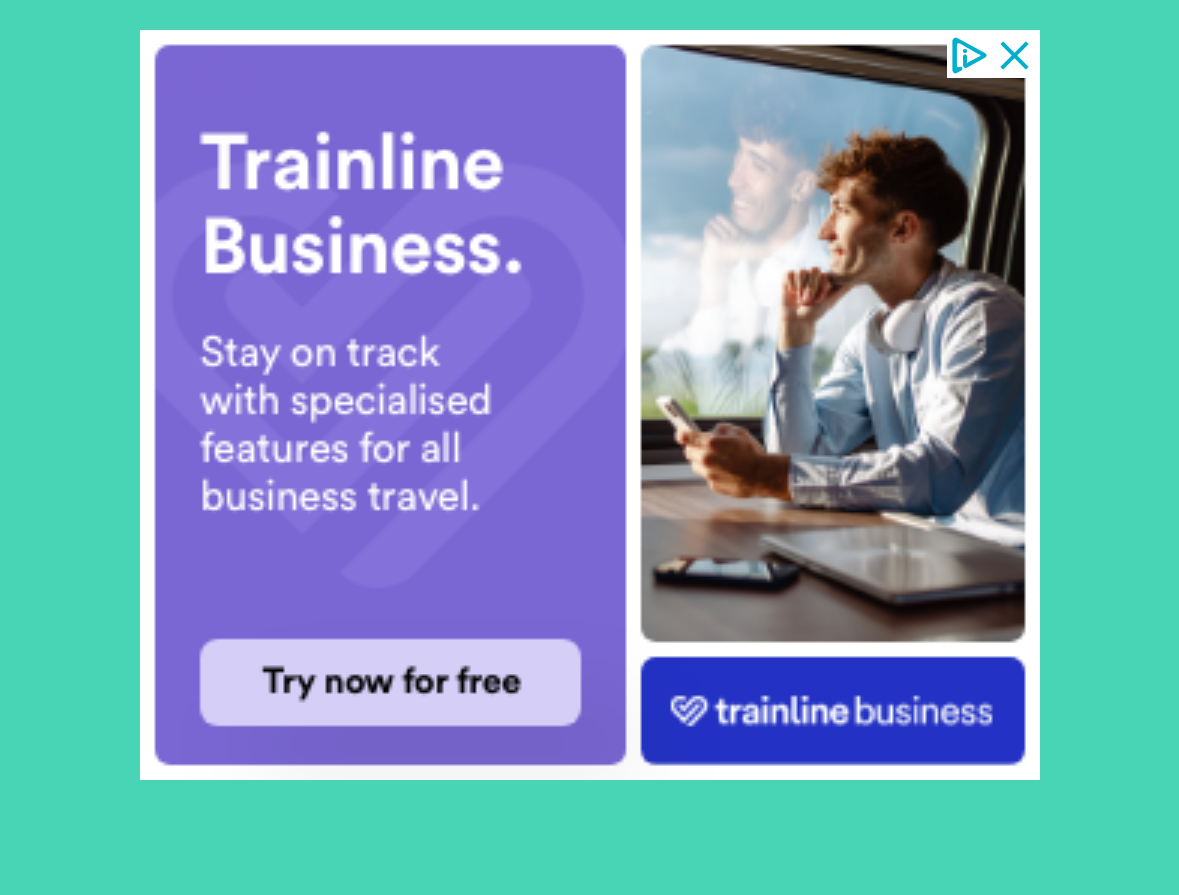 Trainline
Business.
Stay on track
with specialised
features for all
business travel.
Try now for free
trainline business